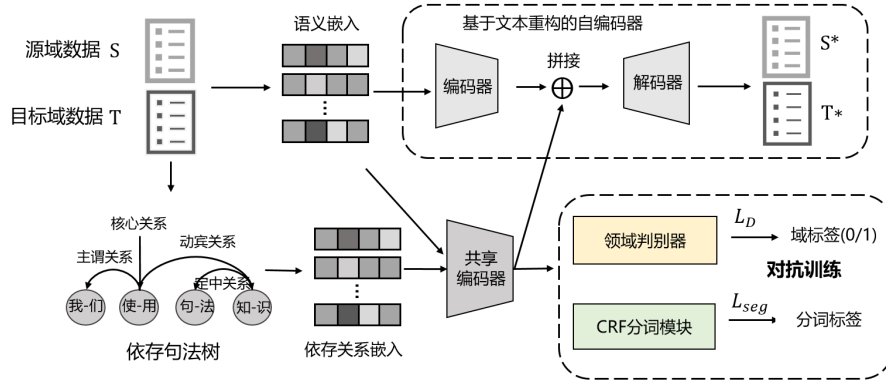 语义嵌入
基于文本重构的自编码器
源域数据 S
目标域数据 T
编码器
拼接
解码器
S*
T*
核心关系
主谓关系
动宾关系
定中关系
我-们
使-用
句-法
知-识
依存句法树
依存关系嵌入
共享
编码器
领域判别器
L_D
域标签(0/1)
对抗训练
CRF分词模块
L_seg
分词标签